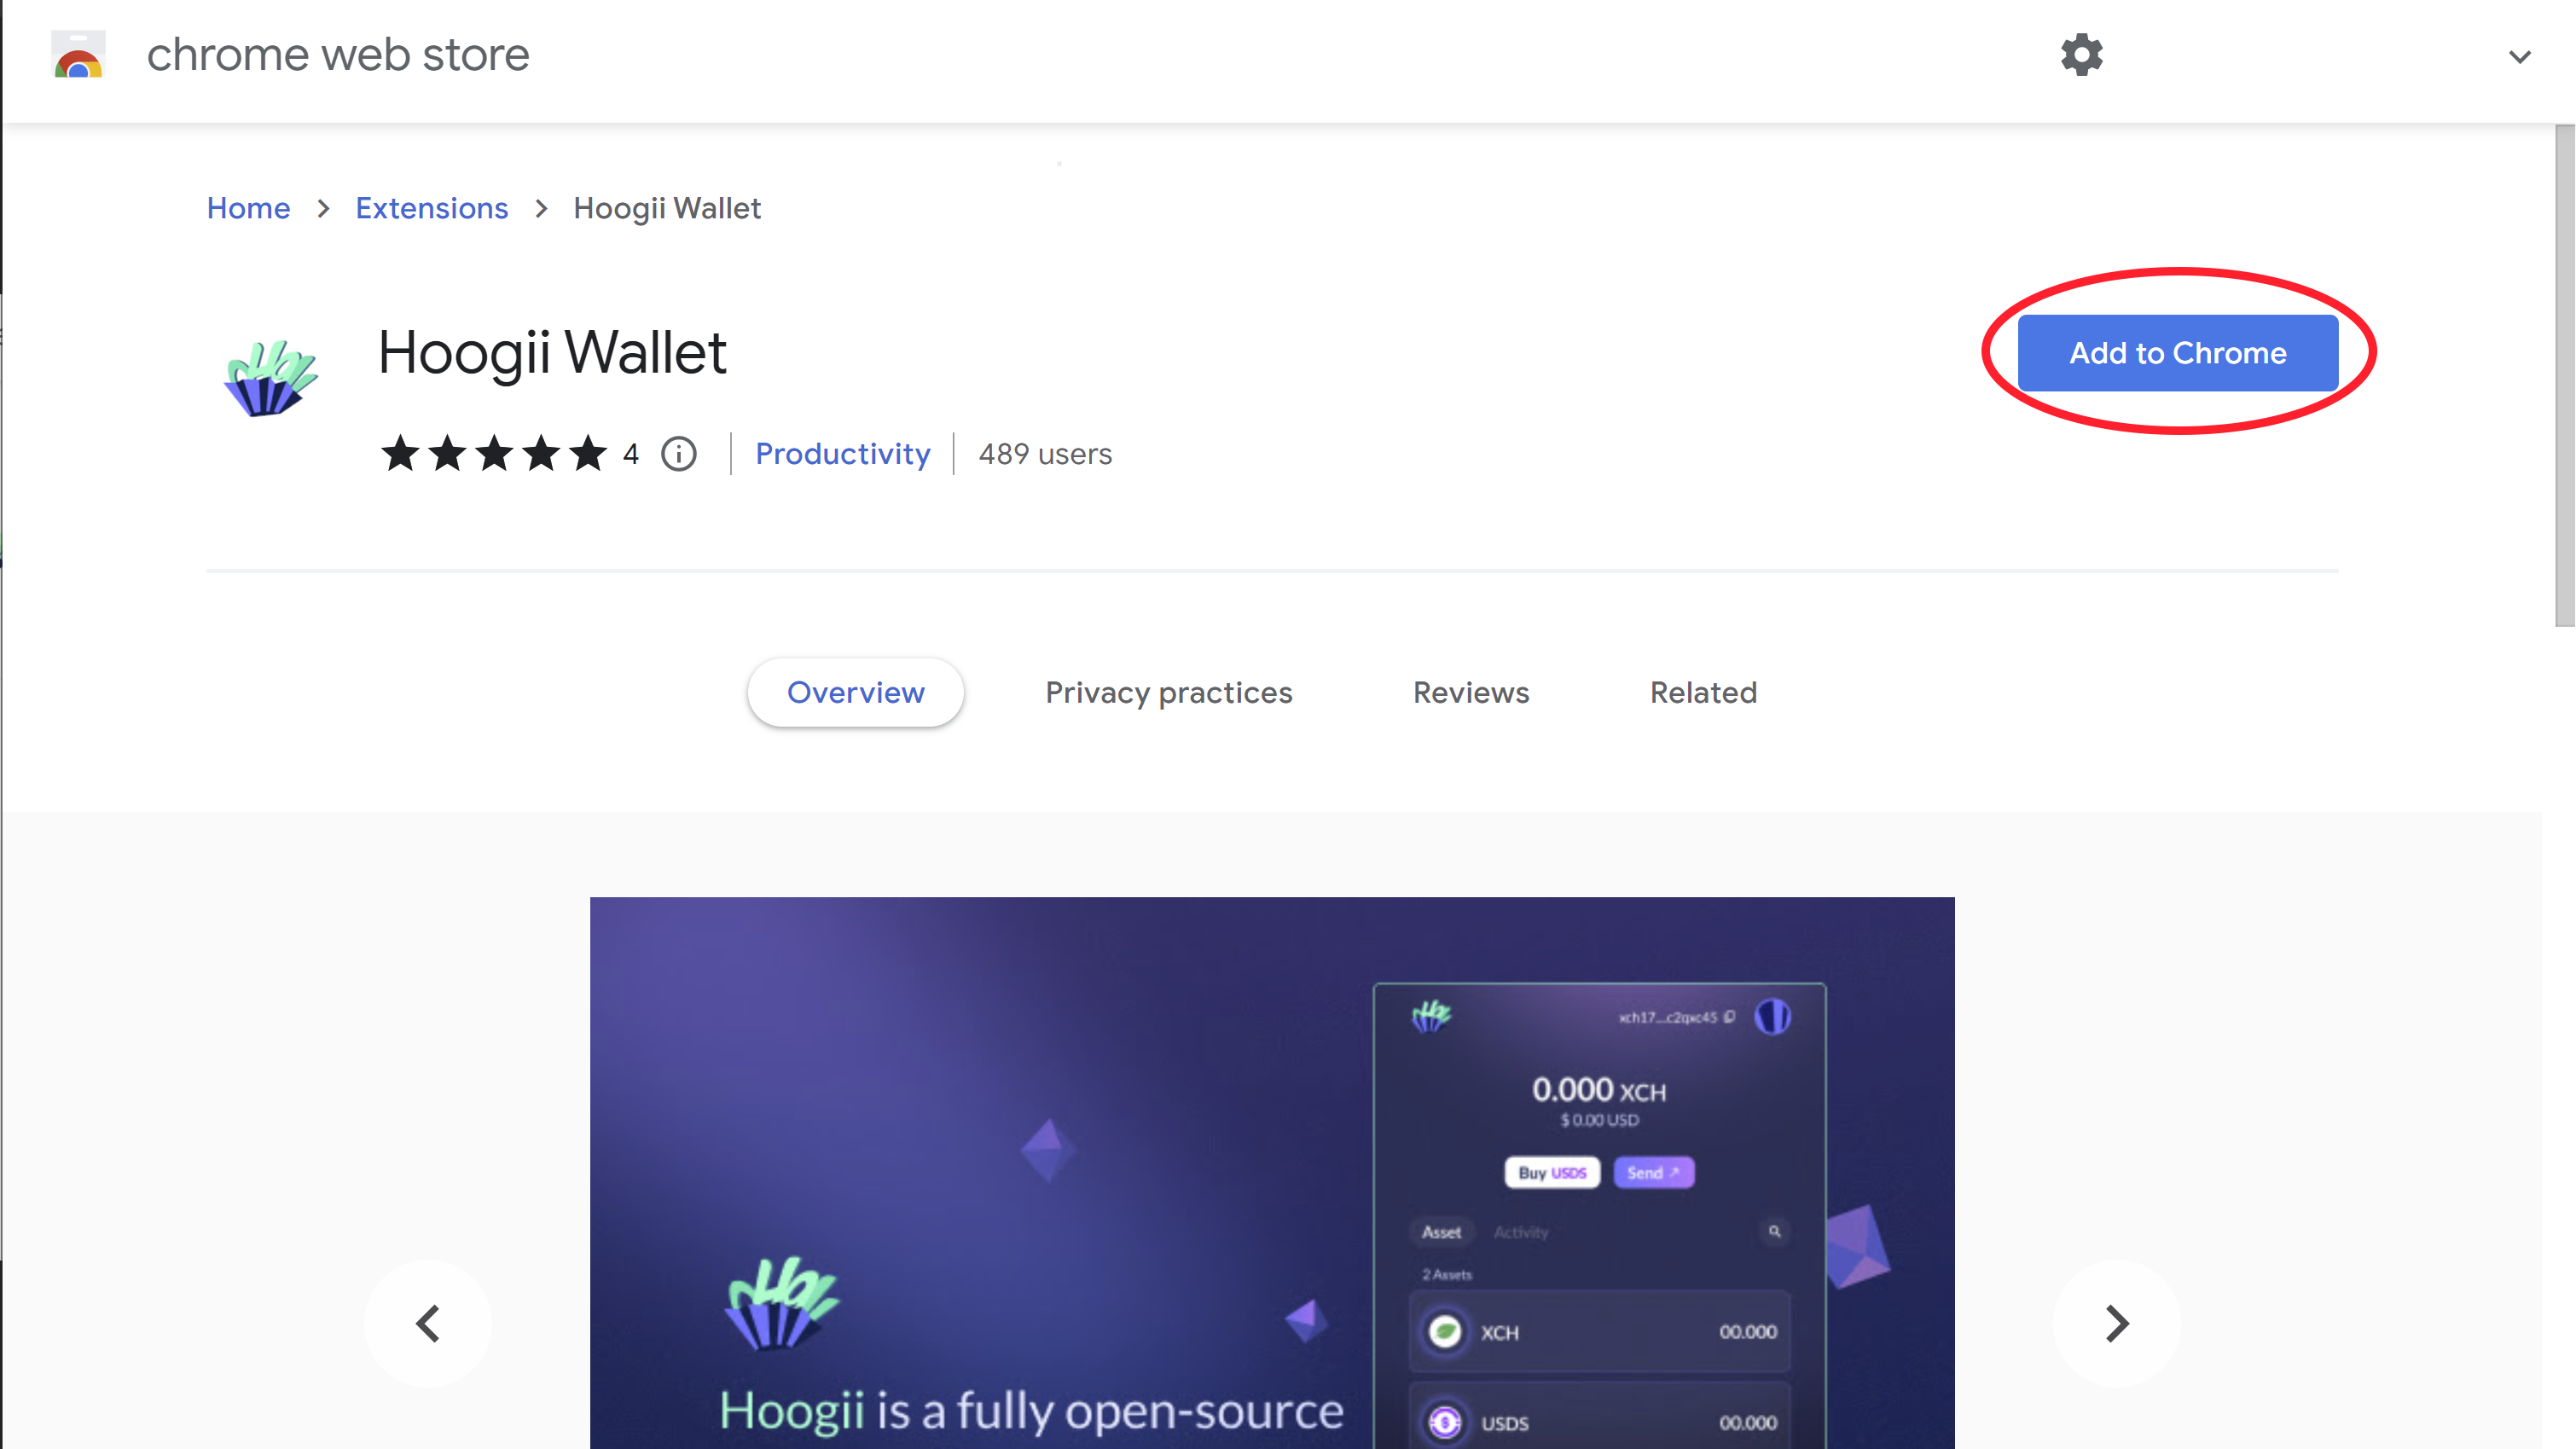 chrome web store
Home > Extensions > Hoogii Wallet
Hoogii Wallet
Add to Chrome
4
Productivity
489 users
Overview
Privacy practices
Reviews
Related
xch17...c2qxc45
0.000 XCH
$ 0.00 USD
Buy USDS
Send
Asset
Activity
2 Assets
XCH
00.000
Hoogii is a fully open-source
USDS
00.000